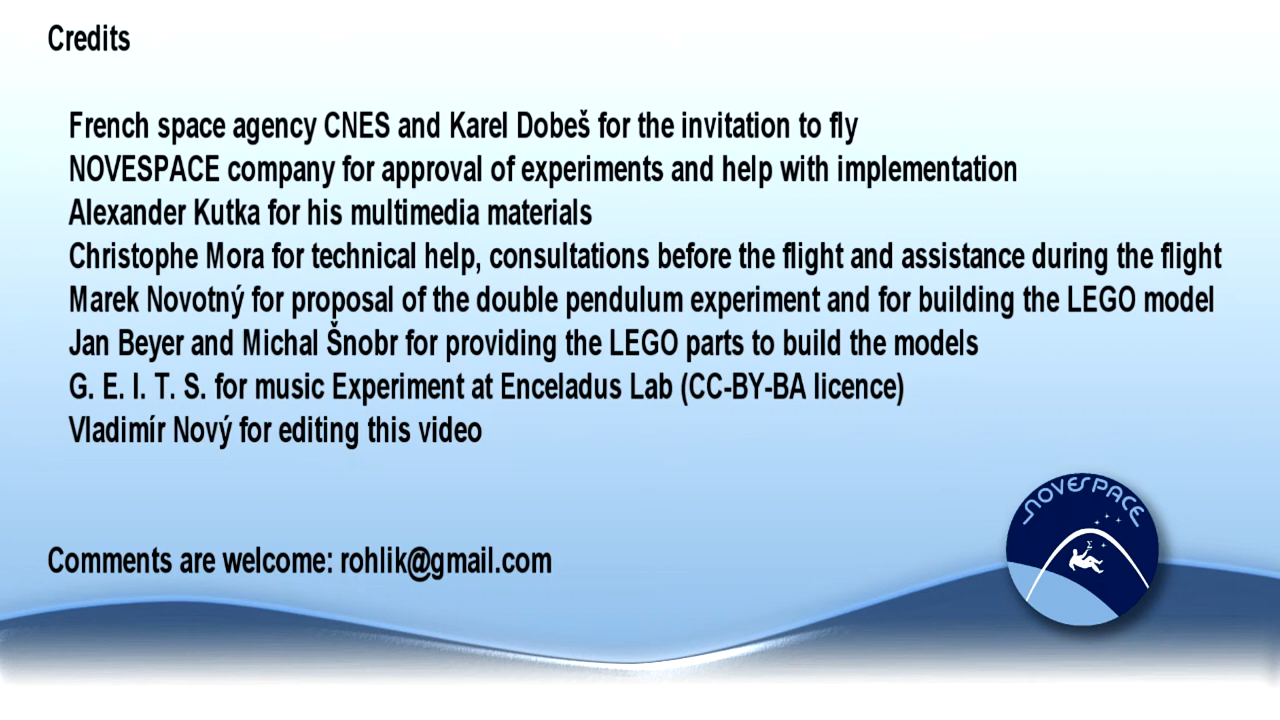 Credits
French space agency CNES and Karel Dobeš for the invitation to fly
NOVESPACE company for approval of experiments and help with implementation
Alexander Kutka for his multimedia materials
Christophe Mora for technical help, consultations before the flight and assistance during the flight
Marek Novotný for proposal of the double pendulum experiment and for building the LEGO model
Jan Beyer and Michal Šnobr for providing the LEGO parts to build the models
G. E. I. T. S. for music Experiment at Enceladus Lab (CC-BY-BA licence)
Vladimír Nový for editing this video
NOVESPACE
Comments are welcome: rohlik@gmail.com